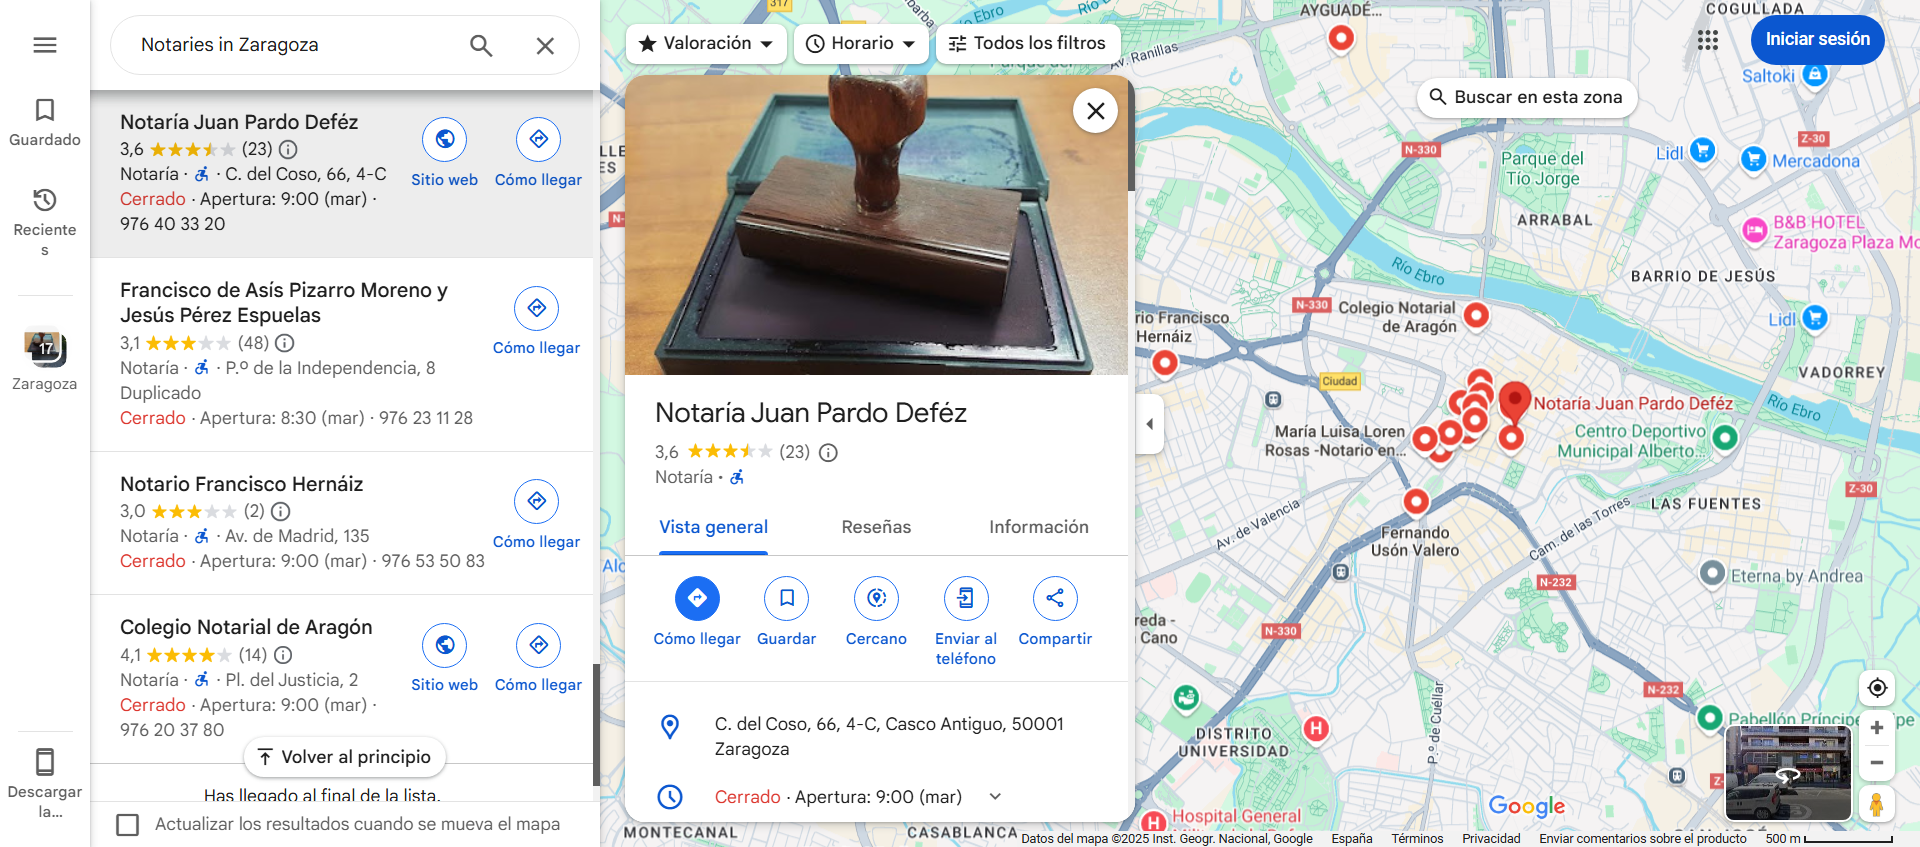 Notaries in Zaragoza
Guardado
Reciente
s
17
Zaragoza
Descargar
la...
Notaría Juan Pardo Deféz
3,6 (23)
Notaría · · C. del Coso, 66, 4-C
Cerrado · Apertura: 9:00 (mar) ·
976 40 33 20
Sitio web
Cómo llegar
Francisco de Asís Pizarro Moreno y
Jesús Pérez Espuelas
3,1 (48)
Notaría · · P.º de la Independencia, 8
Duplicado
Cerrado · Apertura: 8:30 (mar) · 976 23 11 28
Cómo llegar
Notario Francisco Hernáiz
3,0 (2)
Notaría · · Av. de Madrid, 135
Cerrado · Apertura: 9:00 (mar) · 976 53 50 83
Cómo llegar
Colegio Notarial de Aragón
4,1 (14)
Notaría · · Pl. del Justicia, 2
Cerrado · Apertura: 9:00 (mar) ·
976 20 37 80
Sitio web
Cómo llegar
Volver al principio
Has llegado al final de la lista.
Actualizar los resultados cuando se mueva el mapa
Valoración
Horario
Todos los filtros
Notaría Juan Pardo Deféz
3,6 (23)
Notaría ·
Vista general
Reseñas
Información
Cómo llegar
Guardar
Cercano
Enviar al
teléfono
Compartir
C. del Coso, 66, 4-C, Casco Antiguo, 50001
Zaragoza
Cerrado · Apertura: 9:00 (mar)
Iniciar sesión
Buscar en esta zona
317
Río Ebro
AYGUADÉ...
Av. Ranillas
COGULLADA
Saltoki
Z-30
Lidl
Mercadona
N-330
Parque del
Tío Jorge
ARRABAL
B&B HOTEL
Zaragoza Plaza Mo
Río Ebro
BARRIO DE JESÚS
N-330
Colegio Notarial
de Aragón
Lidl
rio Francisco
Hernáiz
Ciudad
VADORREY
Río Ebro
Notaría Juan Pardo Deféz
María Luisa Loren
Rosas -Notario en...
Centro Deportivo
Municipal Alberto...
Z-30
LAS FUENTES
Av. de Valencia
Cam. de las Torres
Fernando
Usón Valero
Eterna by Andrea
N-232
N-330
reda -
Cano
N-232
P.º de Cuéllar
DISTRITO
UNIVERSIDAD
Pabellón Príncipe Felipe
Hospital General
MONTECANAL
CASABLANCA
Google
Datos del mapa ©2025 Inst. Geogr. Nacional, Google
España
Términos
Privacidad
Enviar comentarios sobre el producto
500 m